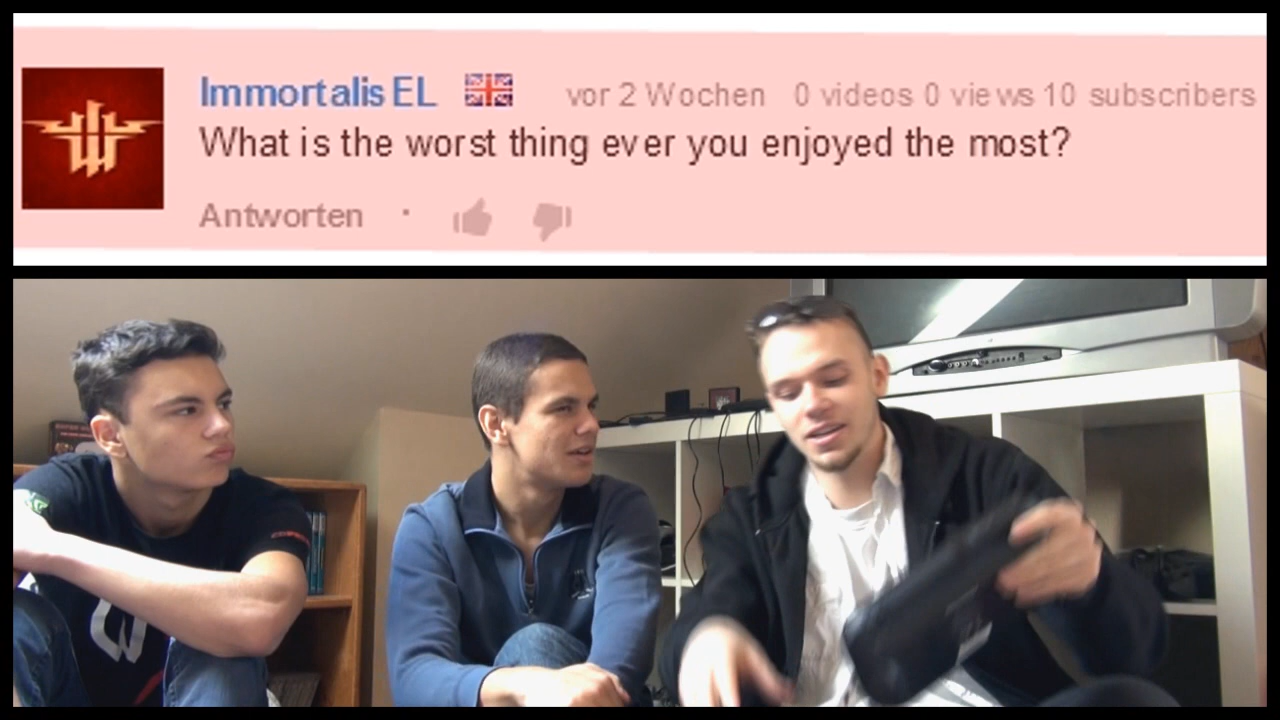 Immortalis EL vor 2 Wochen 0 videos 0 views 10 subscribers
What is the worst thing ever you enjoyed the most?
Antworten ·